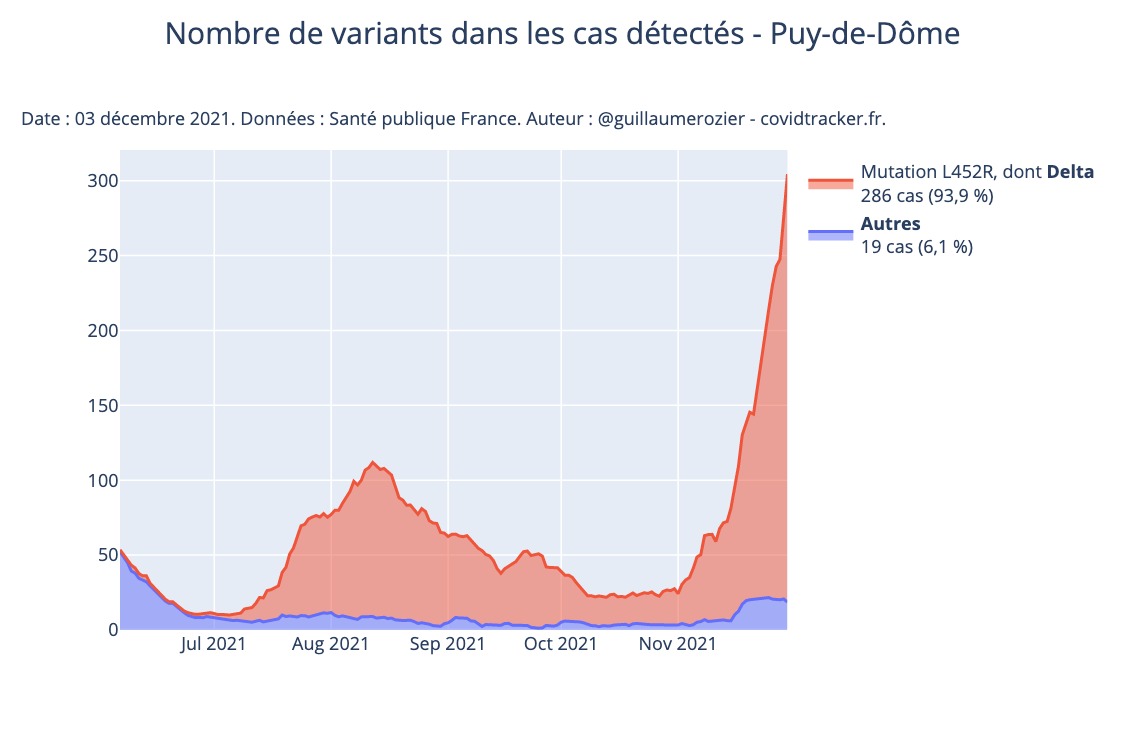 Nombre de variants dans les cas détectés - Puy-de-Dôme
Date : 03 décembre 2021. Données : Santé publique France. Auteur : @guillaumerozier - covidtracker.fr.
Mutation L452R, dont Delta
286 cas (93,9 %)
Autres
19 cas (6,1 %)
300
250
200
150
100
50
0
Jul 2021 Aug 2021 Sep 2021 Oct 2021 Nov 2021